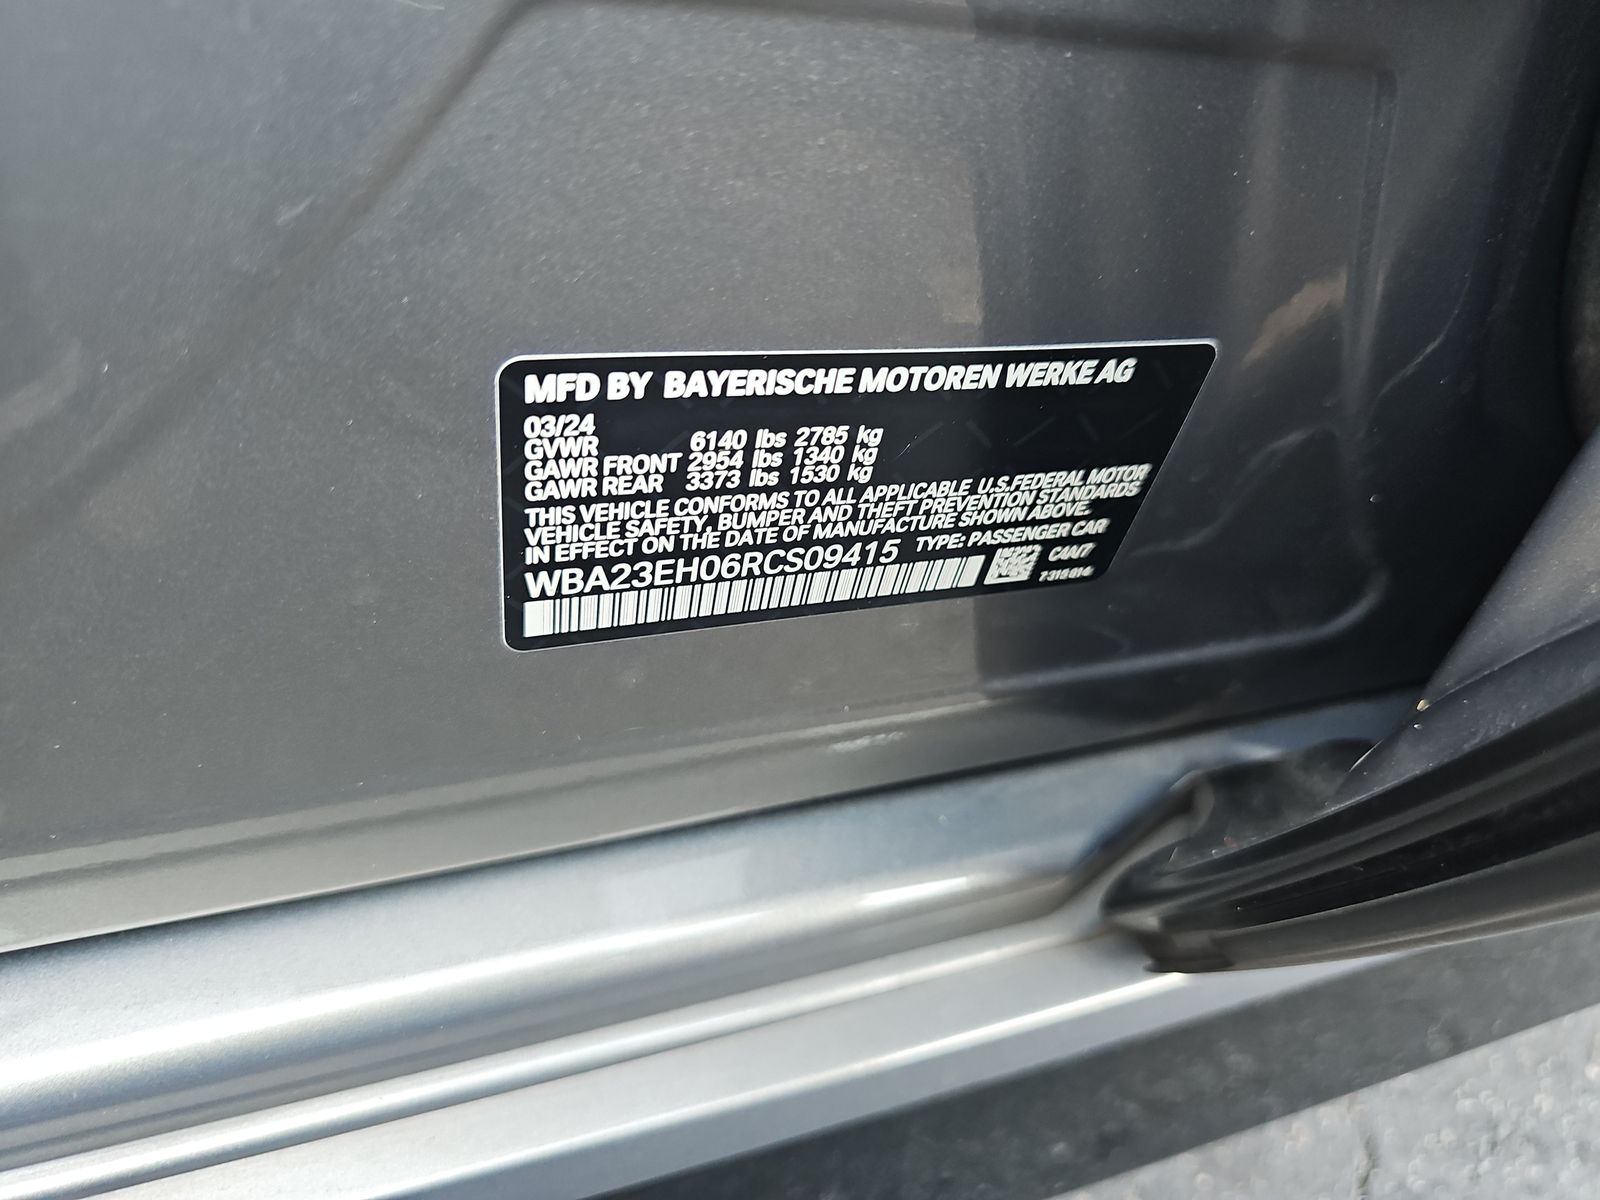 MFD BY BAYERISCHE MOTOREN WERKE AG
03/24
GVWR 6140 lbs 2785 kg
GAWR FRONT 2954 lbs 1340 kg
GAWR REAR 3373 lbs 1530 kg
THIS VEHICLE CONFORMS TO ALL APPLICABLE U.S.FEDERAL MOTOR
VEHICLE SAFETY, BUMPER AND THEFT PREVENTION STANDARDS
IN EFFECT ON THE DATE OF MANUFACTURE SHOWN ABOVE.
WBA23EH06RCS09415 TYPE: PASSENGER CAR